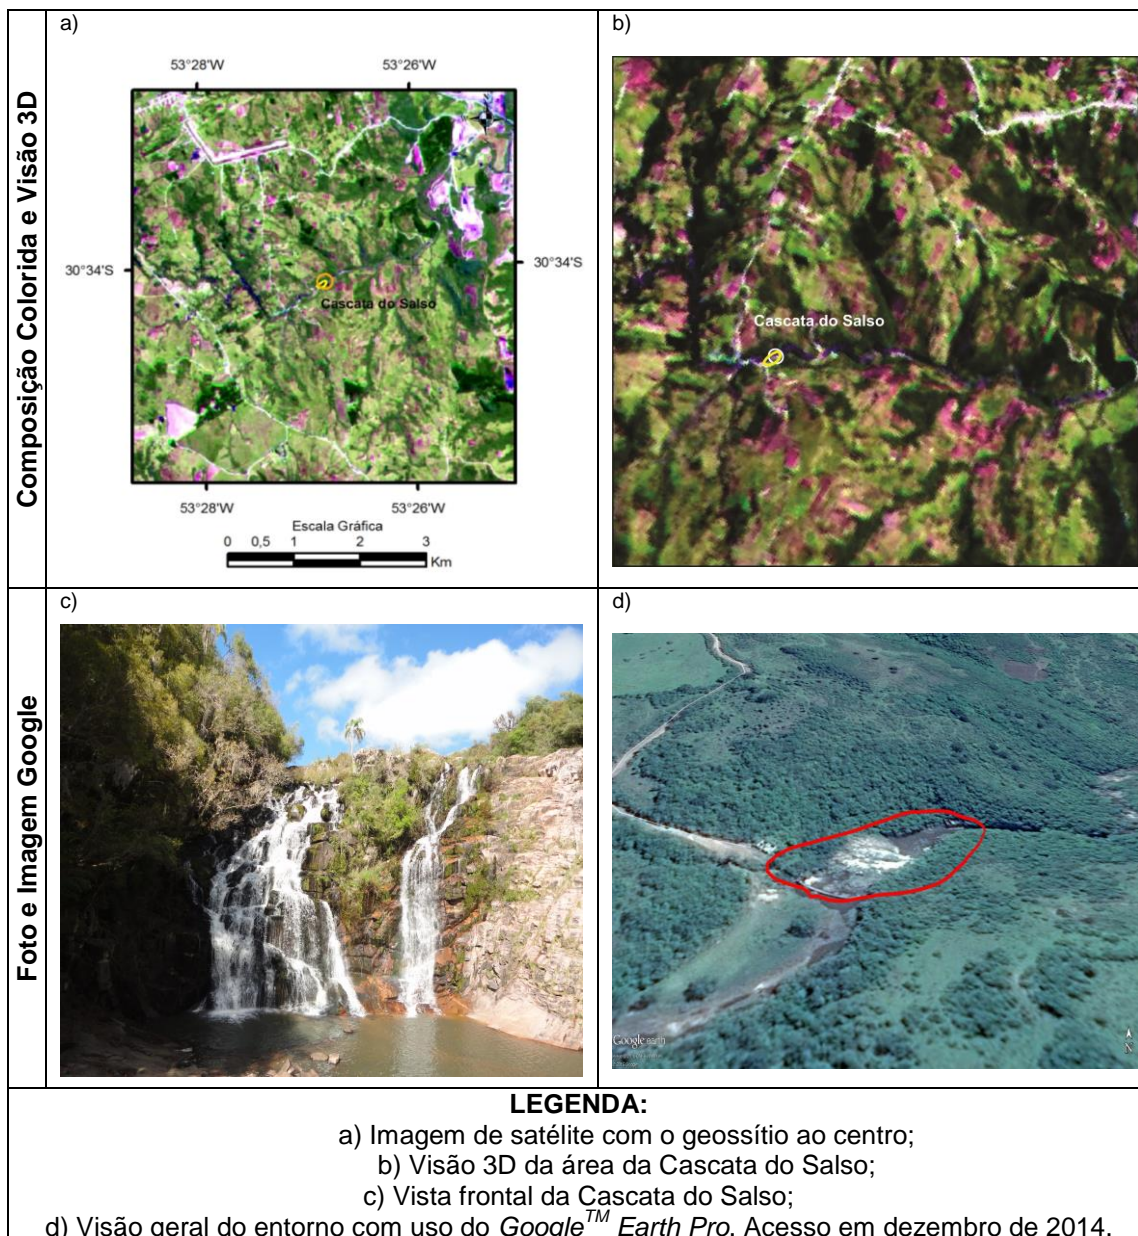 Composição Colorida e Visão 3D
a)
53°28'W 53°26'W
30°34'S 30°34'S
Cascata do Salso
53°28'W 53°26'W
Escala Gráfica
0 0,5 1 2 3
Km
b)
Cascata do Salso
Foto e Imagem Google
c)
d)
Google earth
N
LEGENDA:
a) Imagem de satélite com o geossítio ao centro;
b) Visão 3D da área da Cascata do Salso;
c) Vista frontal da Cascata do Salso;
d) Visão geral do entorno com uso do Google™ Earth Pro. Acesso em dezembro de 2014.